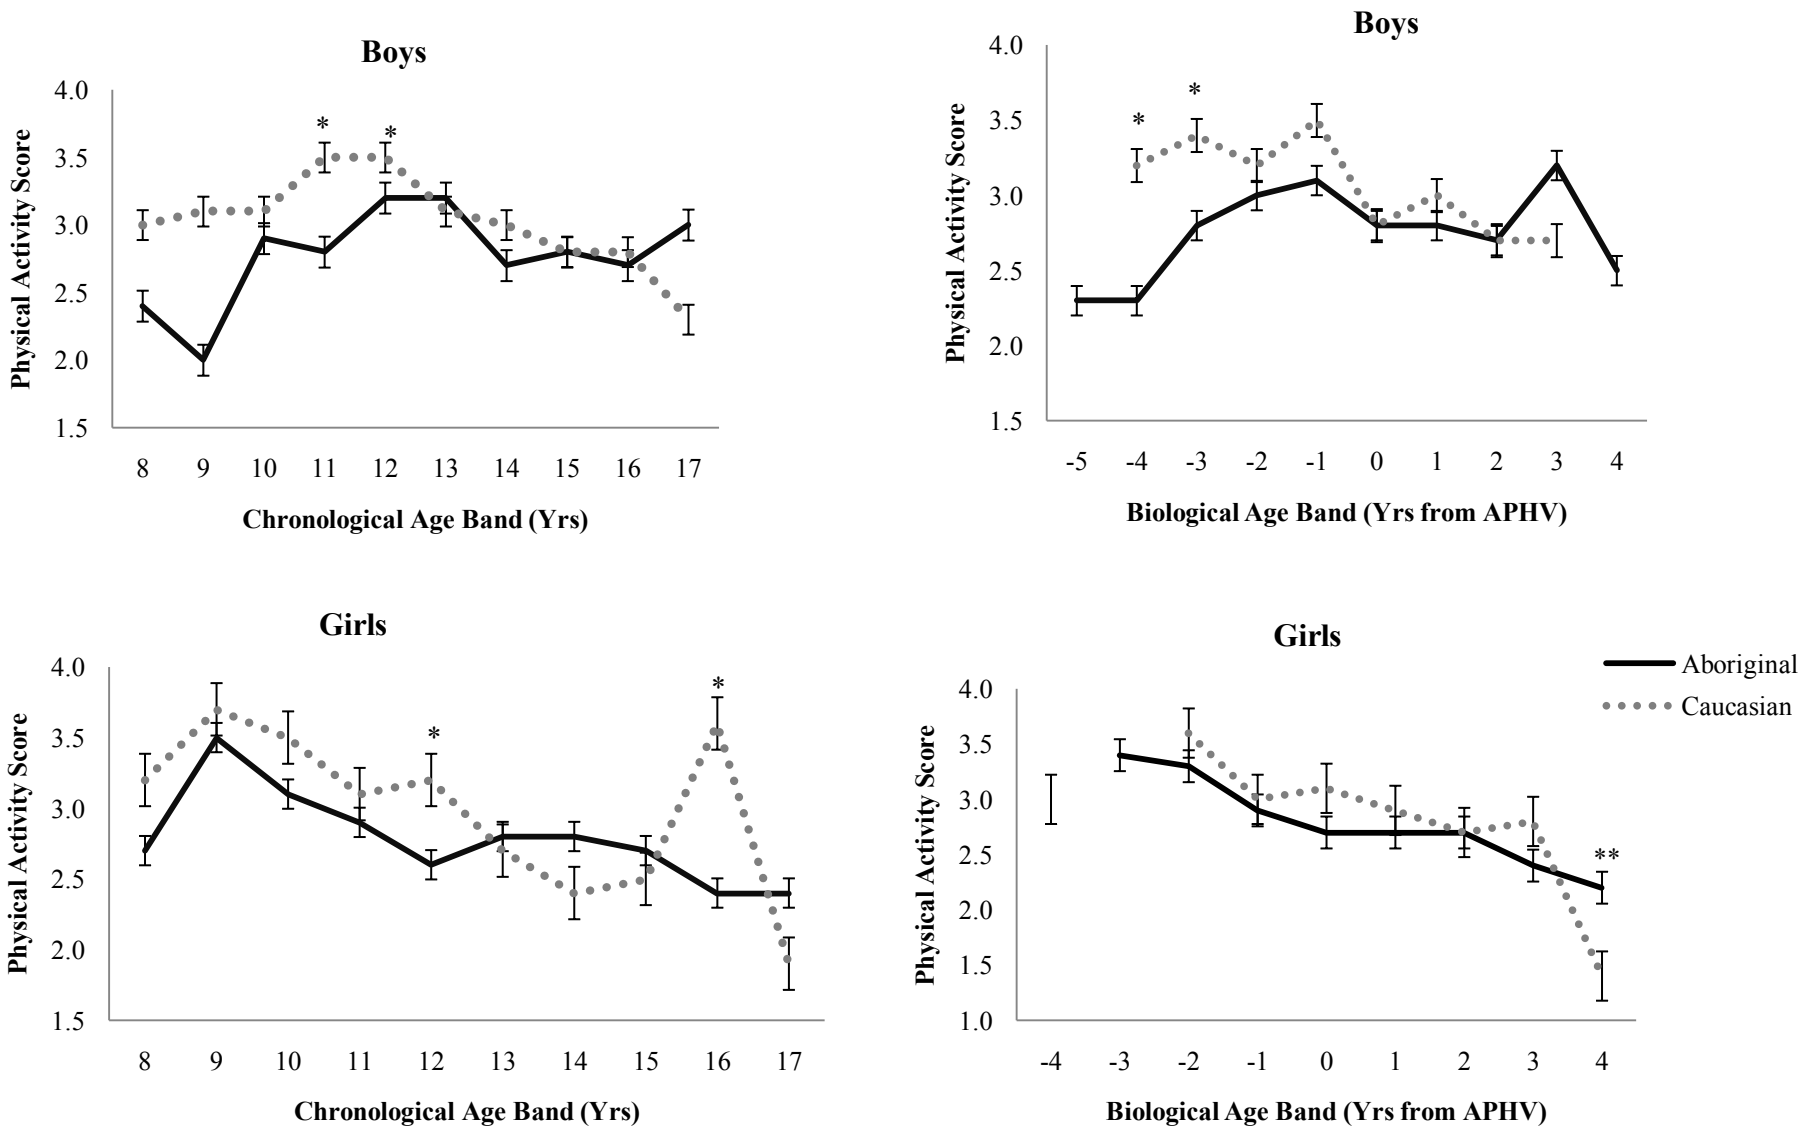 Boys
4.0
3.5
3.0
2.5
2.0
1.5
Physical Activity Score
* *
8 9 10 11 12 13 14 15 16 17
Chronological Age Band (Yrs)
Boys
4.0
3.5
3.0
2.5
2.0
1.5
Physical Activity Score
* *
-5 -4 -3 -2 -1 0 1 2 3 4
Biological Age Band (Yrs from APHV)
Girls
4.0
3.5
3.0
2.5
2.0
1.5
Physical Activity Score
* *
8 9 10 11 12 13 14 15 16 17
Chronological Age Band (Yrs)
Girls
4.0
3.5
3.0
2.5
2.0
1.5
1.0
Physical Activity Score
**
-4 -3 -2 -1 0 1 2 3 4
Biological Age Band (Yrs from APHV)
Aboriginal
Caucasian